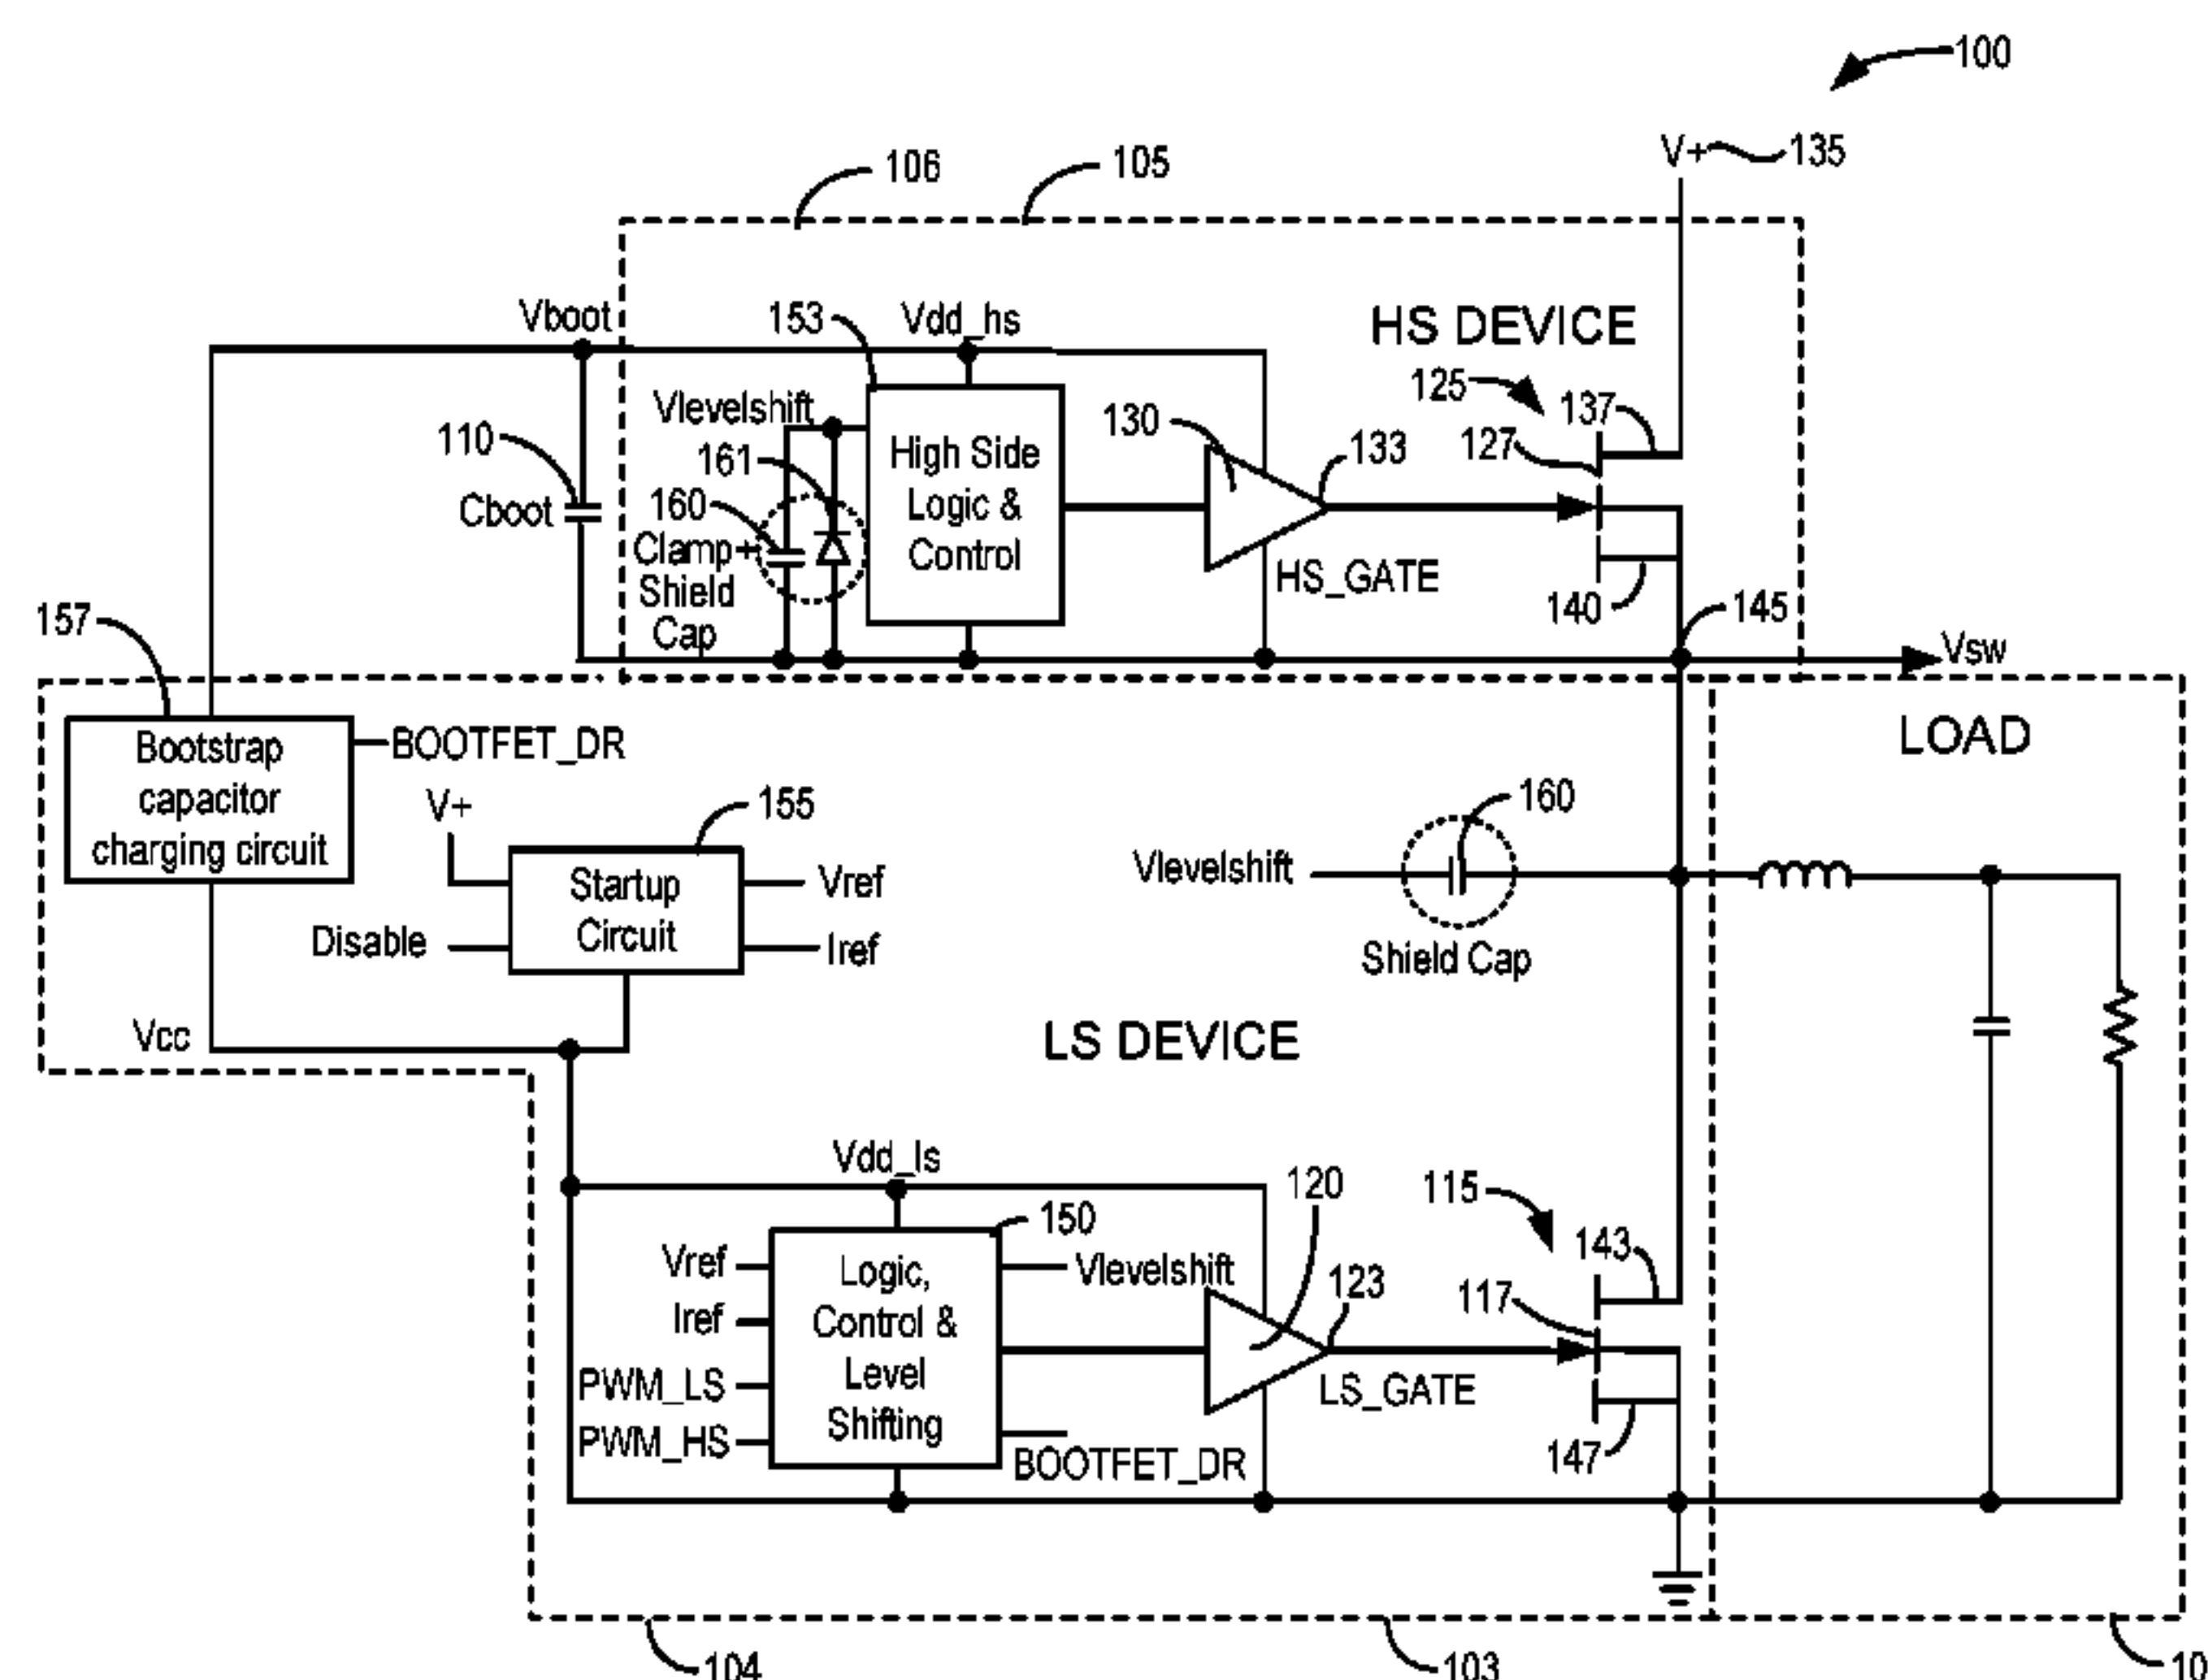 100
V+
135
106
105
Vboot
153
Vdd_hs
HS DEVICE
125
137
Vlevelshift
110
161
130
133
127
High Side
Logic &
Control
160
Cboot
Clamp+
Shield
Cap
HS_GATE
140
145
157
Vsw
Bootstrap
capacitor
charging circuit
BOOTFET_DR
LOAD
V+
155
160
Startup
Circuit
Vref
Disable
Iref
Vlevelshift
Shield Cap
Vcc
LS DEVICE
Vdd_ls
120
115
150
143
Vref
Iref
PWM_LS
PWM_HS
Logic,
Control &
Level
Shifting
Vlevelshift
123
117
LS_GATE
BOOTFET_DR
147
104
103